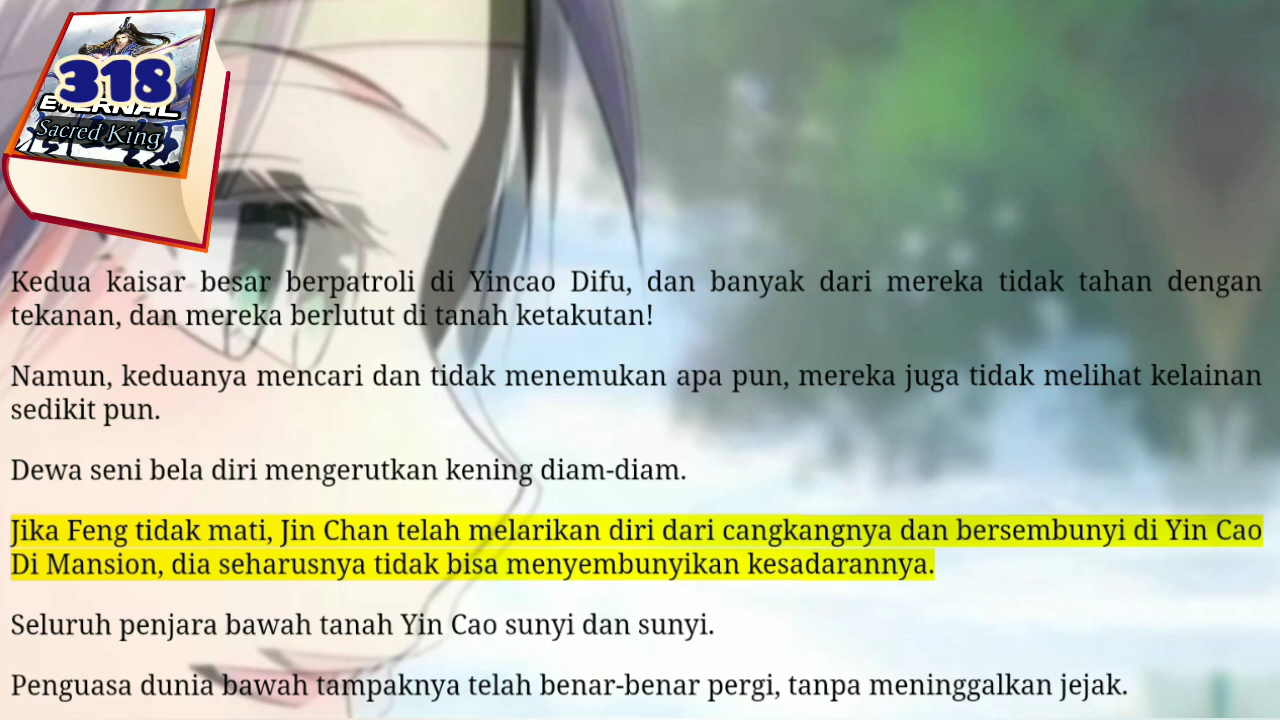 318
ETERNAL
Sacred King
Kedua kaisar besar berpatroli di Yincao Difu, dan banyak dari mereka tidak tahan dengan
tekanan, dan mereka berlutut di tanah ketakutan!
Namun, keduanya mencari dan tidak menemukan apa pun, mereka juga tidak melihat kelainan
sedikit pun.
Dewa seni bela diri mengerutkan kening diam-diam.
Jika Feng tidak mati, Jin Chan telah melarikan diri dari cangkangnya dan bersembunyi di Yin Cao
Di Mansion, dia seharusnya tidak bisa menyembunyikan kesadarannya.
Seluruh penjara bawah tanah Yin Cao sunyi dan sunyi.
Penguasa dunia bawah tampaknya telah benar-benar pergi, tanpa meninggalkan jejak.